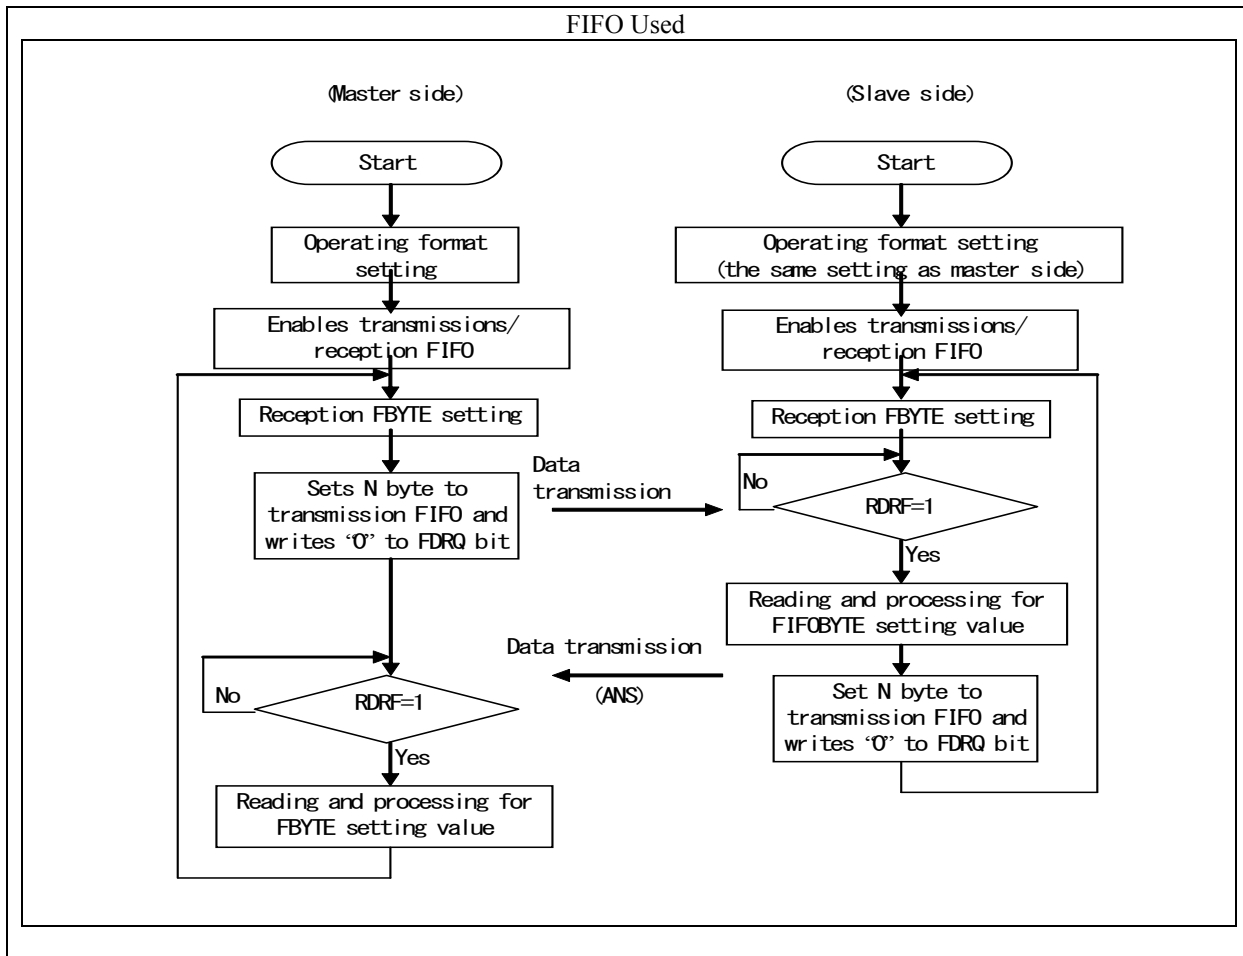 FIFO Used
(Master side)
Start
Operating format
setting
Enables transmissions/
reception FIFO
Reception FBYTE setting
Sets N byte to
transmission FIFO and
writes “0” to FDRQ bit
No
RDRF=1
Yes
Reading and processing for
FBYTE setting value
Data
transmission
Data transmission
(ANS)
(Slave side)
Start
Operating format setting
(the same setting as master side)
Enables transmissions/
reception FIFO
Reception FBYTE setting
No
RDRF=1
Yes
Reading and processing for
FIFOBYTE setting value
Set N byte to
transmission FIFO and
writes “0” to FDRQ bit